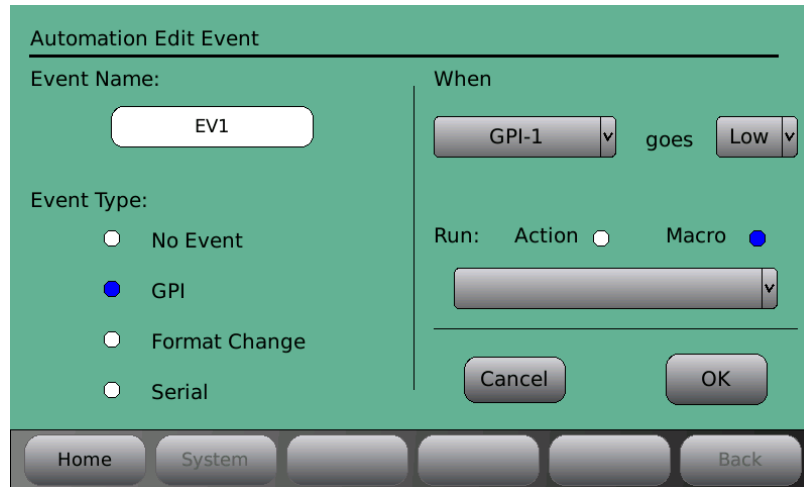 Automation Edit Event
Event Name:
EV1
Event Type:
No Event
GPI
Format Change
Serial
When
GPI-1 goes Low
Run: Action Macro
Cancel OK
Home System Back